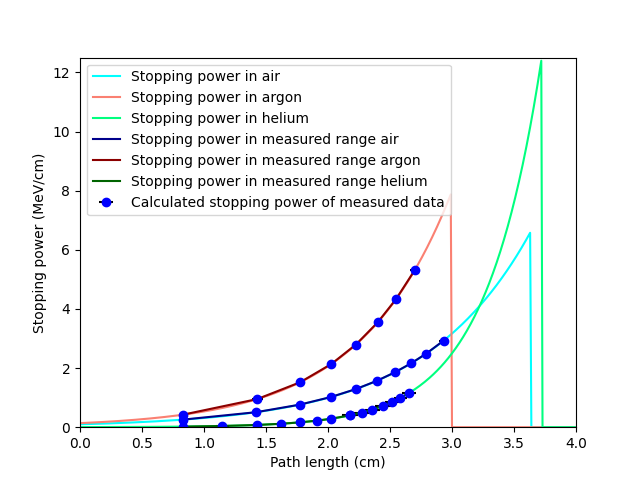 Stopping power in air
Stopping power in argon
Stopping power in helium
Stopping power in measured range air
Stopping power in measured range argon
Stopping power in measured range helium
Calculated stopping power of measured data
Stopping power (MeV/cm)
12
10
8
6
4
2
0
0.0 0.5 1.0 1.5 2.0 2.5 3.0 3.5 4.0
Path length (cm)